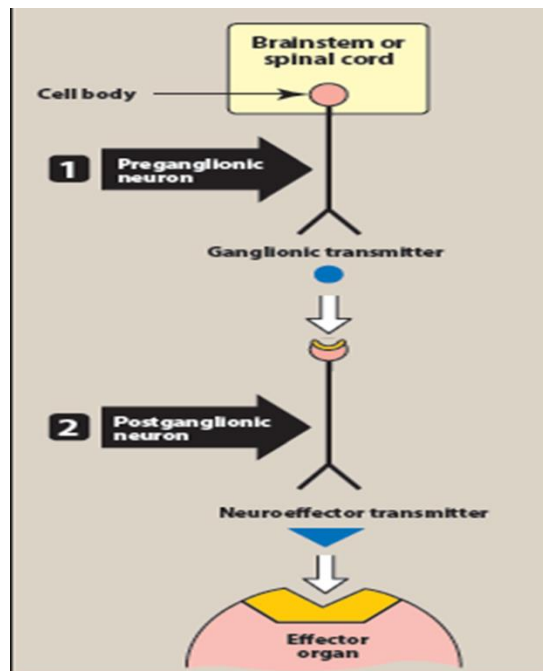 Brainstem or
spinal cord
Cell body
1 Preganglionic
neuron
Ganglionic transmitter
2 Postganglionic
neuron
Neuroeffector transmitter
Effector
organ